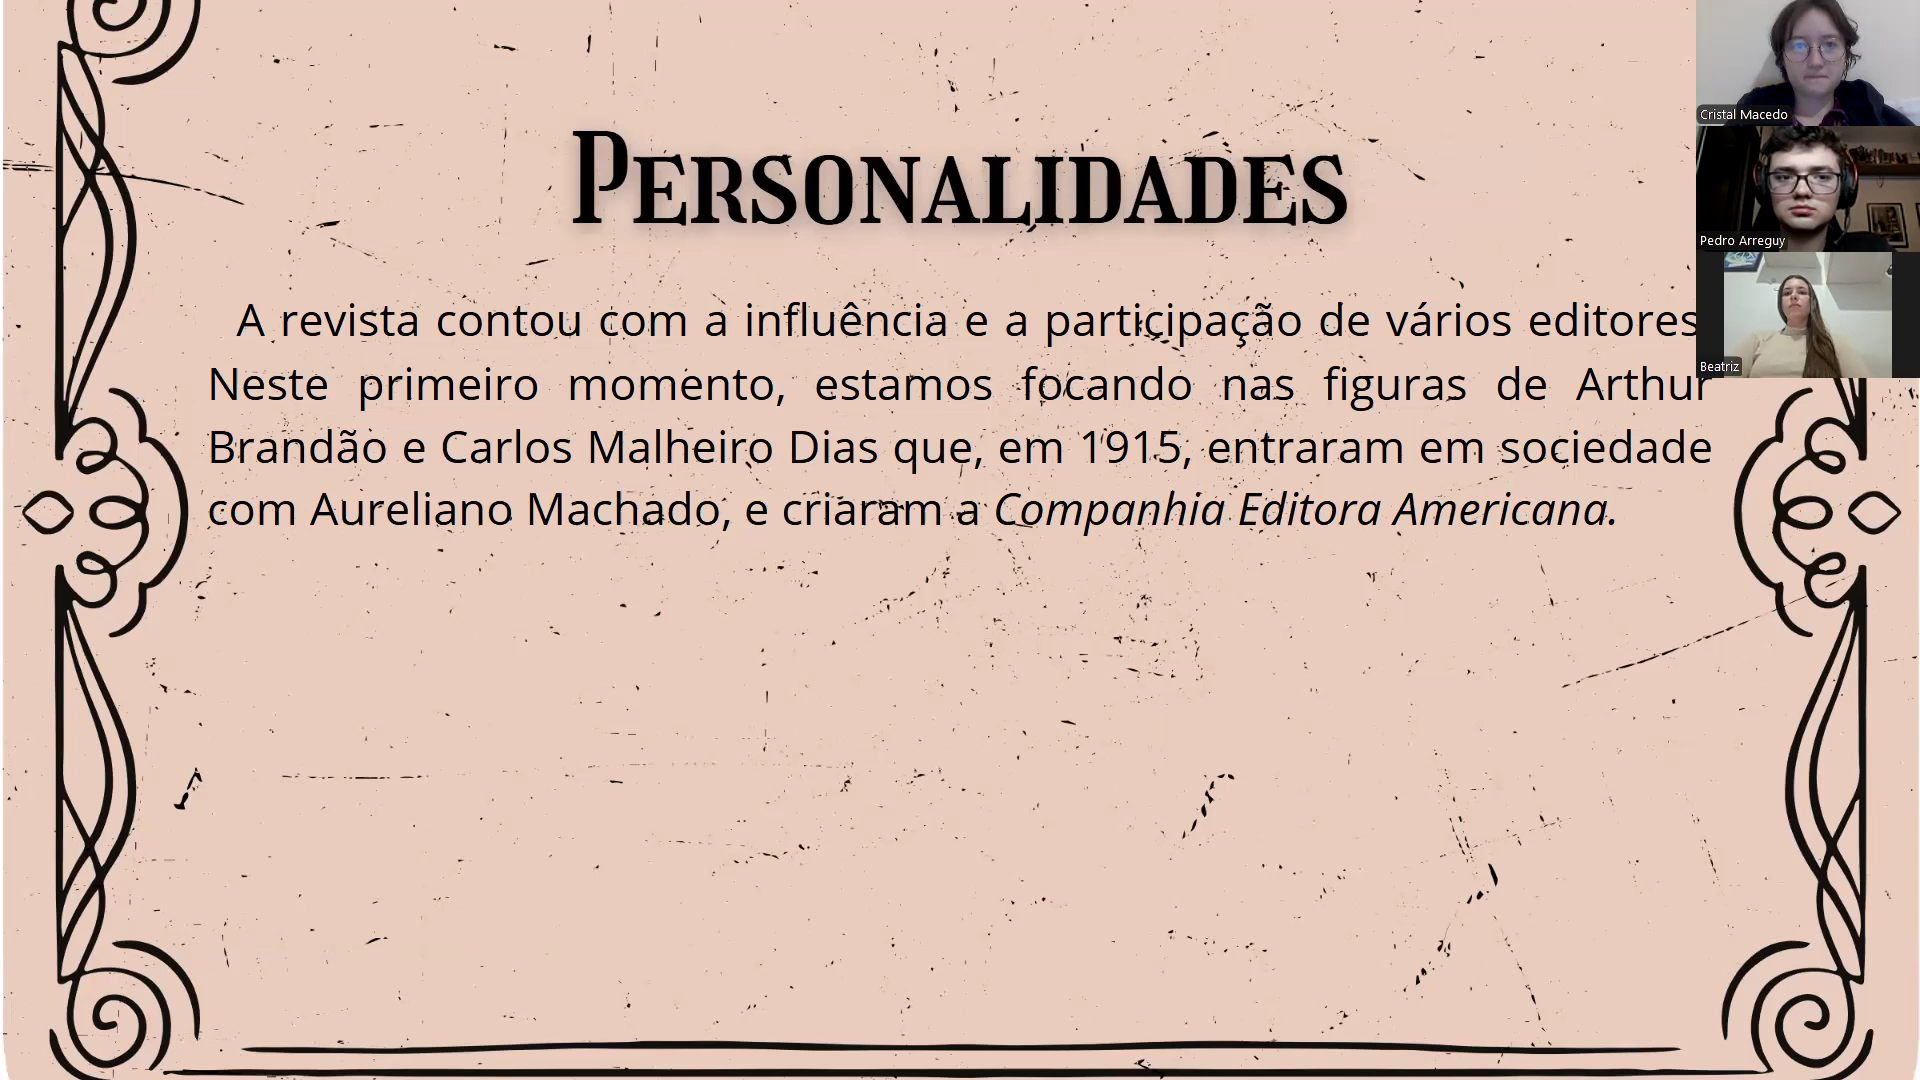 Personalidades
A revista contou com a influência e a participação de vários editores
Neste primeiro momento, estamos focando nas figuras de Arthur
Brandão e Carlos Malheiro Dias que, em 1915, entraram em sociedade
com Aureliano Machado, e criaram a Companhia Editora Americana.
Cristal Macedo
Pedro Arreguy
Beatriz